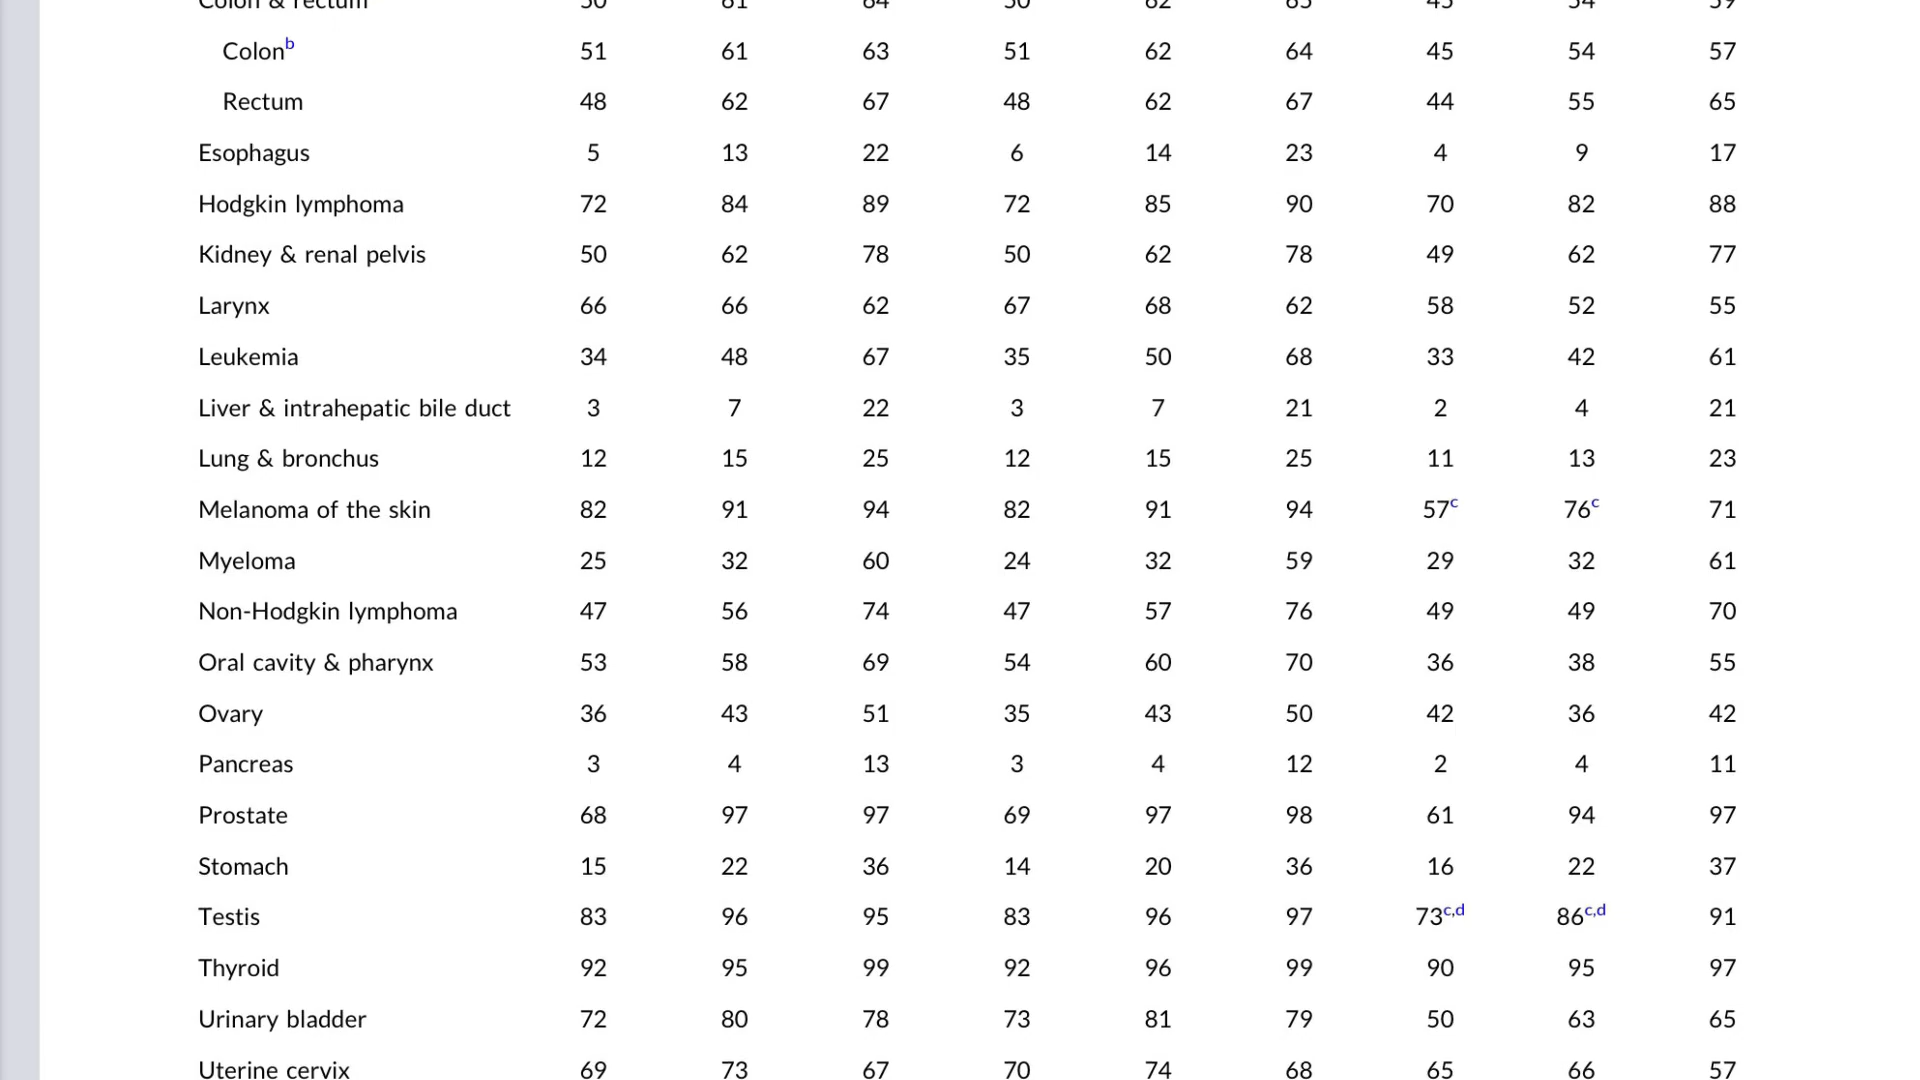 Colon & rectum 50 61 64 50 62 65 45 54 59
Colonb 51 61 63 51 62 64 45 54 57
Rectum 48 62 67 48 62 67 44 55 65
Esophagus 5 13 22 6 14 23 4 9 17
Hodgkin lymphoma 72 84 89 72 85 90 70 82 88
Kidney & renal pelvis 50 62 78 50 62 78 49 62 77
Larynx 66 66 62 67 68 62 58 52 55
Leukemia 34 48 67 35 50 68 33 42 61
Liver & intrahepatic bile duct 3 7 22 3 7 21 2 4 21
Lung & bronchus 12 15 25 12 15 25 11 13 23
Melanoma of the skin 82 91 94 82 91 94 57c 76c 71
Myeloma 25 32 60 24 32 59 29 32 61
Non-Hodgkin lymphoma 47 56 74 47 57 76 49 49 70
Oral cavity & pharynx 53 58 69 54 60 70 36 38 55
Ovary 36 43 51 35 43 50 42 36 42
Pancreas 3 4 13 3 4 12 2 4 11
Prostate 68 97 97 69 97 98 61 94 97
Stomach 15 22 36 14 20 36 16 22 37
Testis 83 96 95 83 96 97 73c,d 86c,d 91
Thyroid 92 95 99 92 96 99 90 95 97
Urinary bladder 72 80 78 73 81 79 50 63 65
Uterine cervix 69 73 67 70 74 68 65 66 57